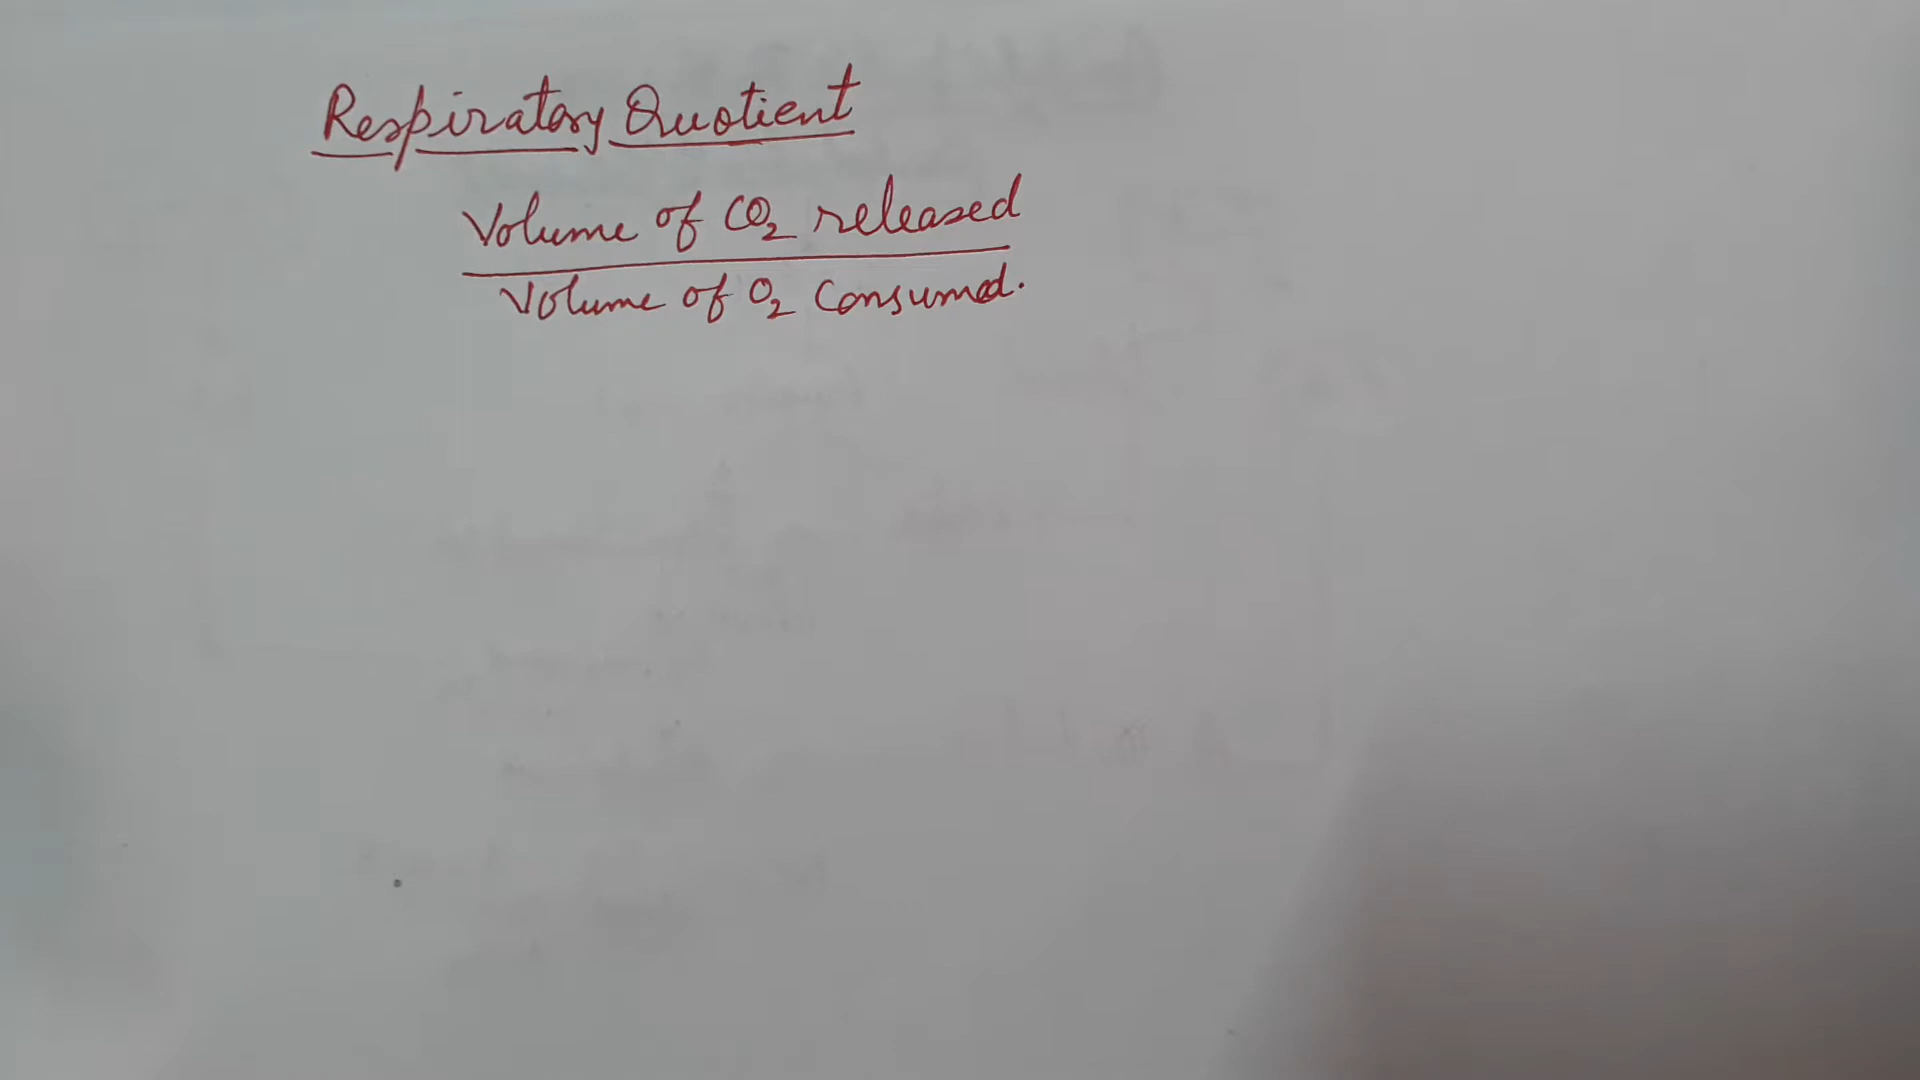 Respiratory Quotient
Volume of CO₂ released
Volume of O₂ Consumed.